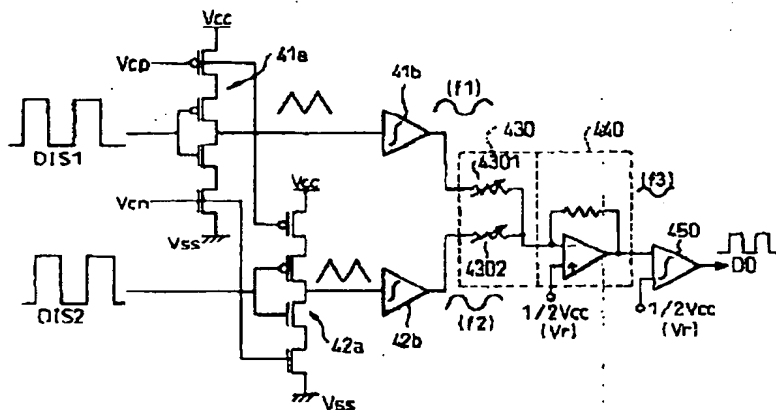 Vcc
Vcp
41a
41b
(f1)
430
440
4301
DIS1
(f3)
Vcn
Vcc
Vss
450
4302
DO
DIS2
42a
42b
(f2)
1/2Vcc
(Vr)
1/2Vcc
(Vr)
Vss